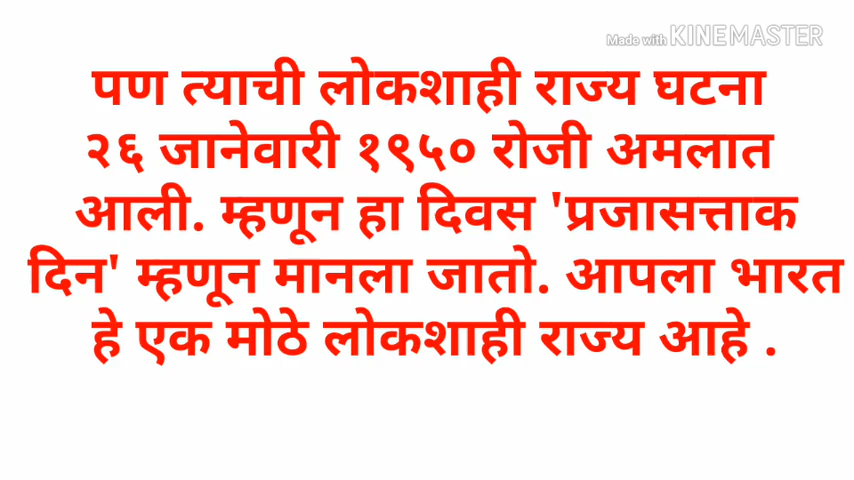 Made with KINEMASTER
पण त्याची लोकशाही राज्य घटना
२६ जानेवारी १९५० रोजी अमलात
आली. म्हणून हा दिवस 'प्रजासत्ताक
दिन' म्हणून मानला जातो. आपला भारत
हे एक मोठे लोकशाही राज्य आहे .